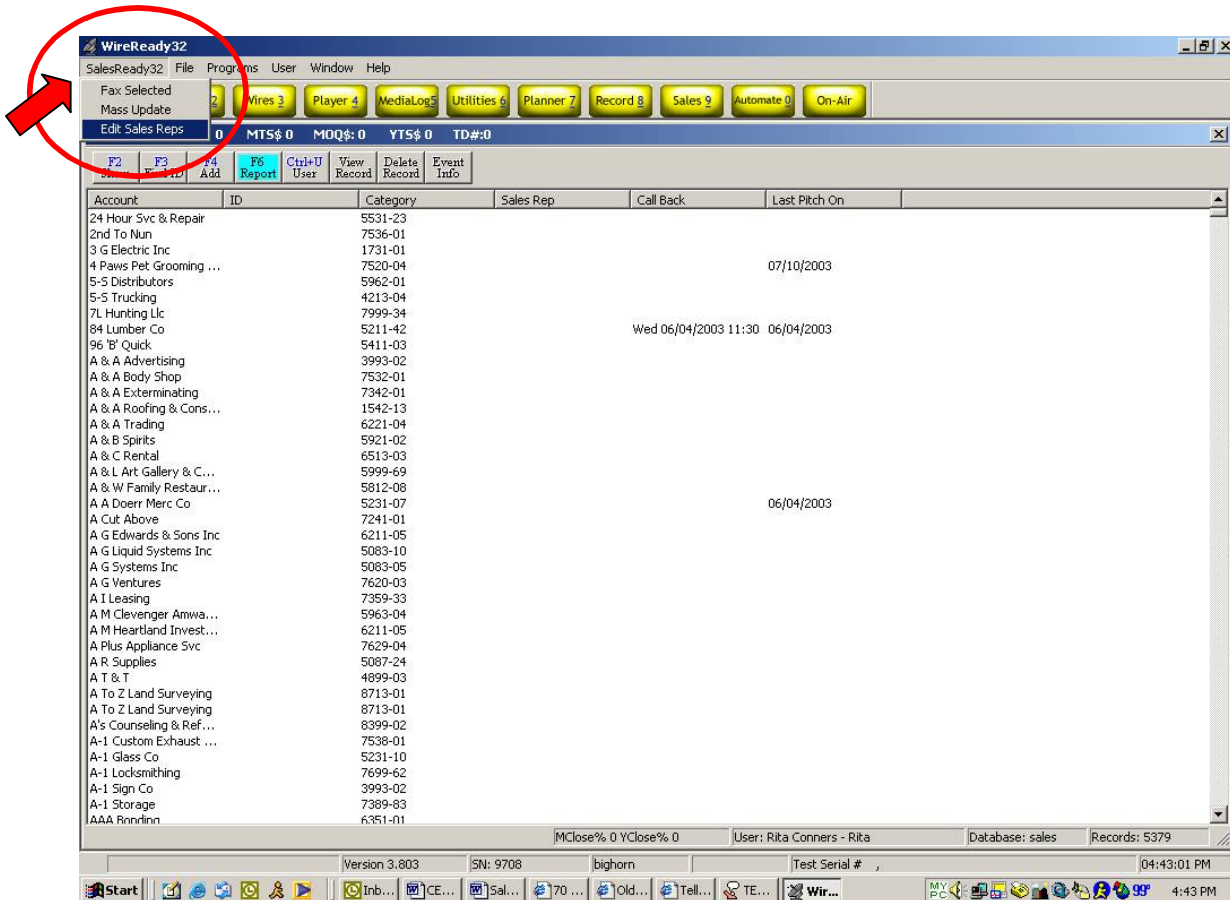 WireReady32
SalesReady32 File Programs User Window Help
Fax Selected
Mass Update
Edit Sales Reps
2 Wires 3 Player 4 MediaLog5 Utilities 6 Planner 7 Record 8 Sales 9 Automate 0 On-Air
0 MTS$ 0 MOQ$: 0 YTS$ 0 TD#:0
F2 F3 F4 Add F6 Report Ctrl+U User View Record Delete Record Event Info
Account ID Category Sales Rep Call Back Last Pitch On
24 Hour Svc & Repair 5531-23
2nd To Nun 7536-01
3 G Electric Inc 1731-01
4 Paws Pet Grooming ... 7520-04 07/10/2003
5-S Distributors 5962-01
5-S Trucking 4213-04
7L Hunting Llc 7999-34
84 Lumber Co 5211-42 Wed 06/04/2003 11:30 06/04/2003
96 'B' Quick 5411-03
A & A Advertising 3993-02
A & A Body Shop 7532-01
A & A Exterminating 7342-01
A & A Roofing & Cons... 1542-13
A & A Trading 6221-04
A & B Spirits 5921-02
A & C Rental 6513-03
A & L Art Gallery & C... 5999-69
A & W Family Restaur... 5812-08
A A Doerr Merc Co 5231-07 06/04/2003
A Cut Above 7241-01
A G Edwards & Sons Inc 6211-05
A G Liquid Systems Inc 5083-10
A G Systems Inc 5083-05
A G Ventures 7620-03
A I Leasing 7359-33
A M Clevenger Amwa... 5963-04
A M Heartland Invest... 6211-05
A Plus Appliance Svc 7629-04
A R Supplies 5087-24
A T & T 4899-03
A To Z Land Surveying 8713-01
A To Z Land Surveying 8713-01
A's Counseling & Ref... 8399-02
A-1 Custom Exhaust ... 7538-01
A-1 Glass Co 5231-10
A-1 Locksmithing 7699-62
A-1 Sign Co 3993-02
A-1 Storage 7389-83
AAA Bonding 6351-01
MClose% 0 YClose% 0 User: Rita Conners - Rita Database: sales Records: 5379
Version 3.803 SN: 9708 bighorn Test Serial # , 04:43:01 PM
Start Inb... CE... Sal... 70 ... Old... Tell... TE... Wir... MY PC 99° 4:43 PM